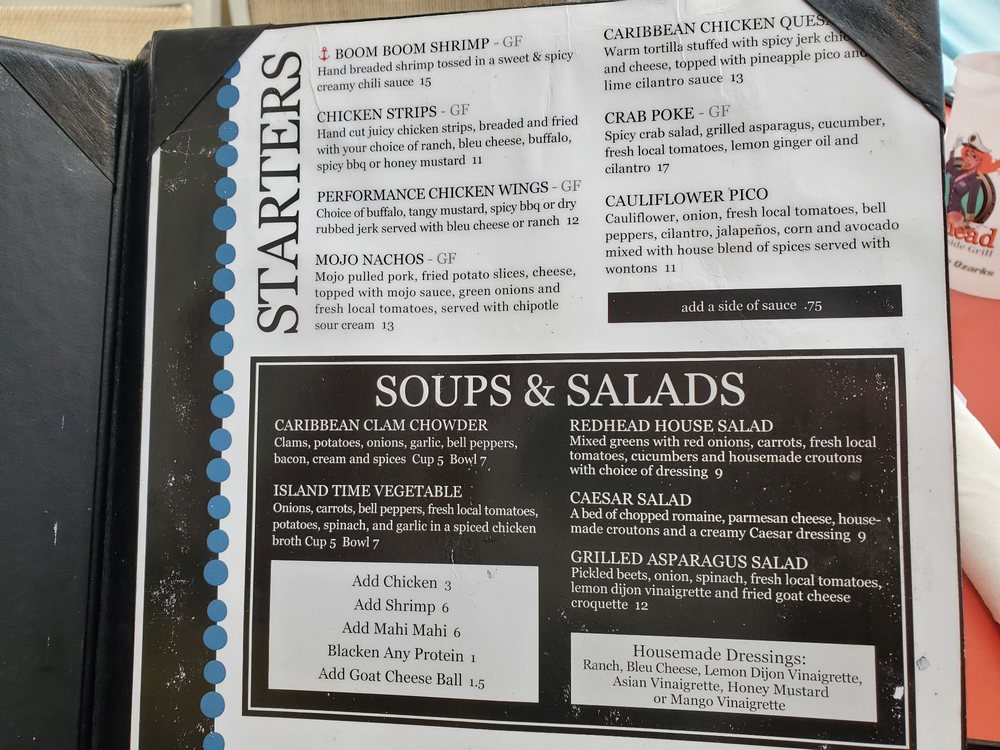 STARTERS
BOOM BOOM SHRIMP - GF
Hand breaded shrimp tossed in a sweet & spicy
creamy chili sauce 15
CHICKEN STRIPS - GF
Hand cut juicy chicken strips, breaded and fried
with your choice of ranch, bleu cheese, buffalo,
spicy bbq or honey mustard 11
PERFORMANCE CHICKEN WINGS - GF
Choice of buffalo, tangy mustard, spicy bbq or dry
rubbed jerk served with bleu cheese or ranch 12
MOJO NACHOS - GF
Mojo pulled pork, fried potato slices, cheese,
topped with mojo sauce, green onions and
fresh local tomatoes, served with chipotle
sour cream 13
CARIBBEAN CHICKEN
Warm tortilla stuffed with spicy jerk
and cheese, topped with pineapple pico and
lime cilantro sauce 13
CRAB POKE - GF
Spicy crab salad, grilled asparagus, cucumber,
fresh local tomatoes, lemon ginger oil and
cilantro 17
CAULIFLOWER PICO
Cauliflower, onion, fresh local tomatoes, bell
peppers, cilantro, jalapeños, corn and avocado
mixed with house blend of spices served with
wontons 11
add a side of sauce .75
SOUPS & SALADS
CARIBBEAN CLAM CHOWDER
Clams, potatoes, onions, garlic, bell peppers,
bacon, cream and spices Cup 5 Bowl 7
ISLAND TIME VEGETABLE
Onions, carrots, bell peppers, fresh local tomatoes,
potatoes, spinach, and garlic in a spiced chicken
broth Cup 5 Bowl 7
Add Chicken 3
Add Shrimp 6
Add Mahi Mahi 6
Blacken Any Protein 1
Add Goat Cheese Ball 1.5
REDHEAD HOUSE SALAD
Mixed greens with red onions, carrots, fresh local
tomatoes, cucumbers and housemade croutons
with choice of dressing 9
CAESAR SALAD
A bed of chopped romaine, parmesan cheese, house-
made croutons and a creamy Caesar dressing 9
GRILLED ASPARAGUS SALAD
Pickled beets, onion, spinach, fresh local tomatoes,
lemon dijon vinaigrette and fried goat cheese
croquette 12
Housemade Dressings:
Ranch, Bleu Cheese, Lemon Dijon Vinaigrette,
Asian Vinaigrette, Honey Mustard
or Mango Vinaigrette
Grill
Ozarks